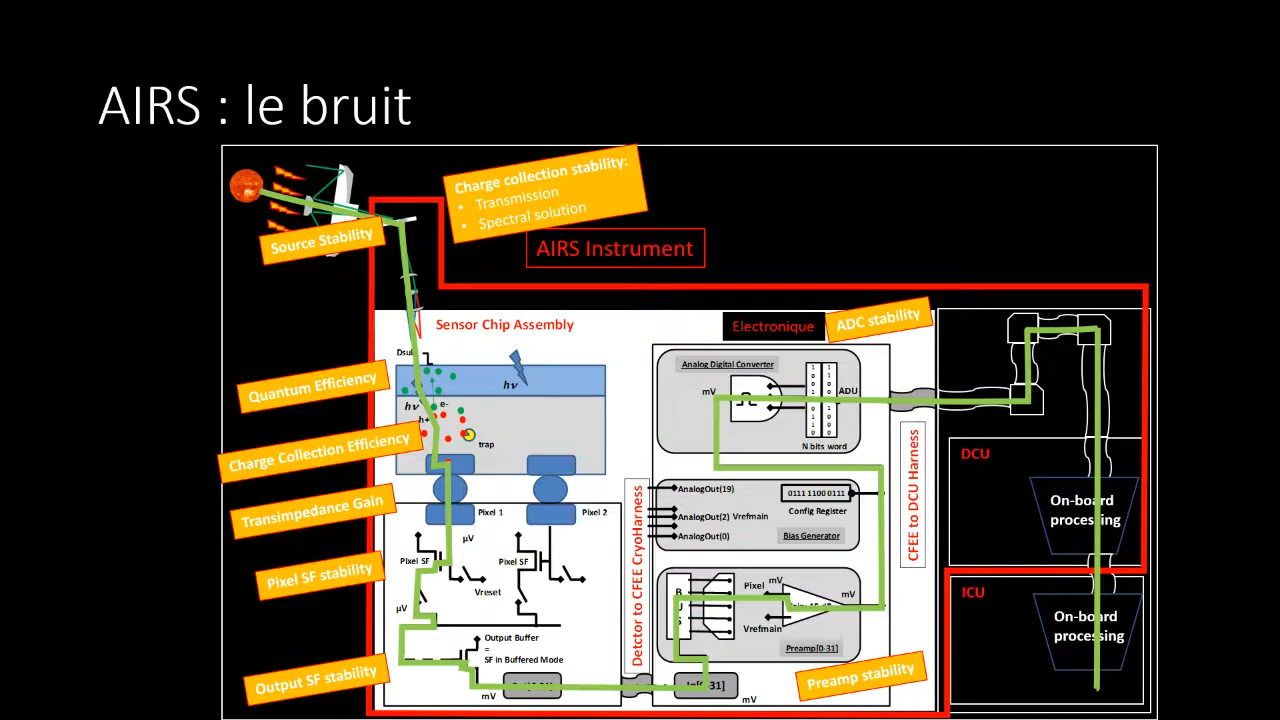 AIRS : le bruit
Charge collection stability:
• Transmission
• Spectral solution
Source Stability
AIRS Instrument
Sensor Chip Assembly
Electronique
ADC stability
Dsub
hν
Analog Digital Converter
mV
ADU
N bits word
Quantum Efficiency
hν
e-
h+
trap
Charge Collection Efficiency
DCU
On-board
processing
Transimpedance Gain
Pixel 1
Pixel 2
µV
AnalogOut(19)
AnalogOut(2)
Vrefmain
AnalogOut(0)
0111 1100 0111
Config Register
Bias Generator
Detctor to CFEE CryoHarness
CFEE to DCU Harness
Pixel SF stability
Pixel SF
Pixel SF
Vreset
µV
B
U
S
Pixel
mV
mV
Vrefmain
Preamp[0-31]
ICU
On-board
processing
Output SF stability
Output Buffer
=
SF in Buffered Mode
mV
mV
Preamp stability